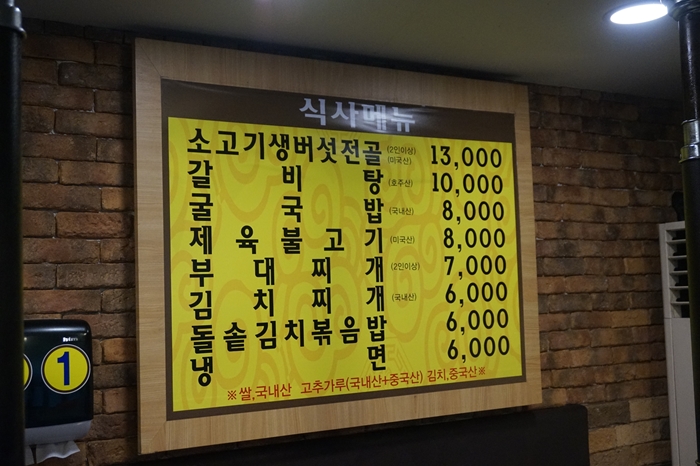 식사메뉴
소고기생버섯전골 (2인이상) (미국산) 13,000
갈비탕 (호주산) 10,000
굴국밥 (국내산) 8,000
제육불고기 (미국산) 8,000
부대찌개 (2인이상) 7,000
김치찌개 (국내산) 6,000
돌솥김치볶음밥 6,000
냉면 6,000
※쌀,국내산 고추가루(국내산+중국산) 김치,중국산※
1